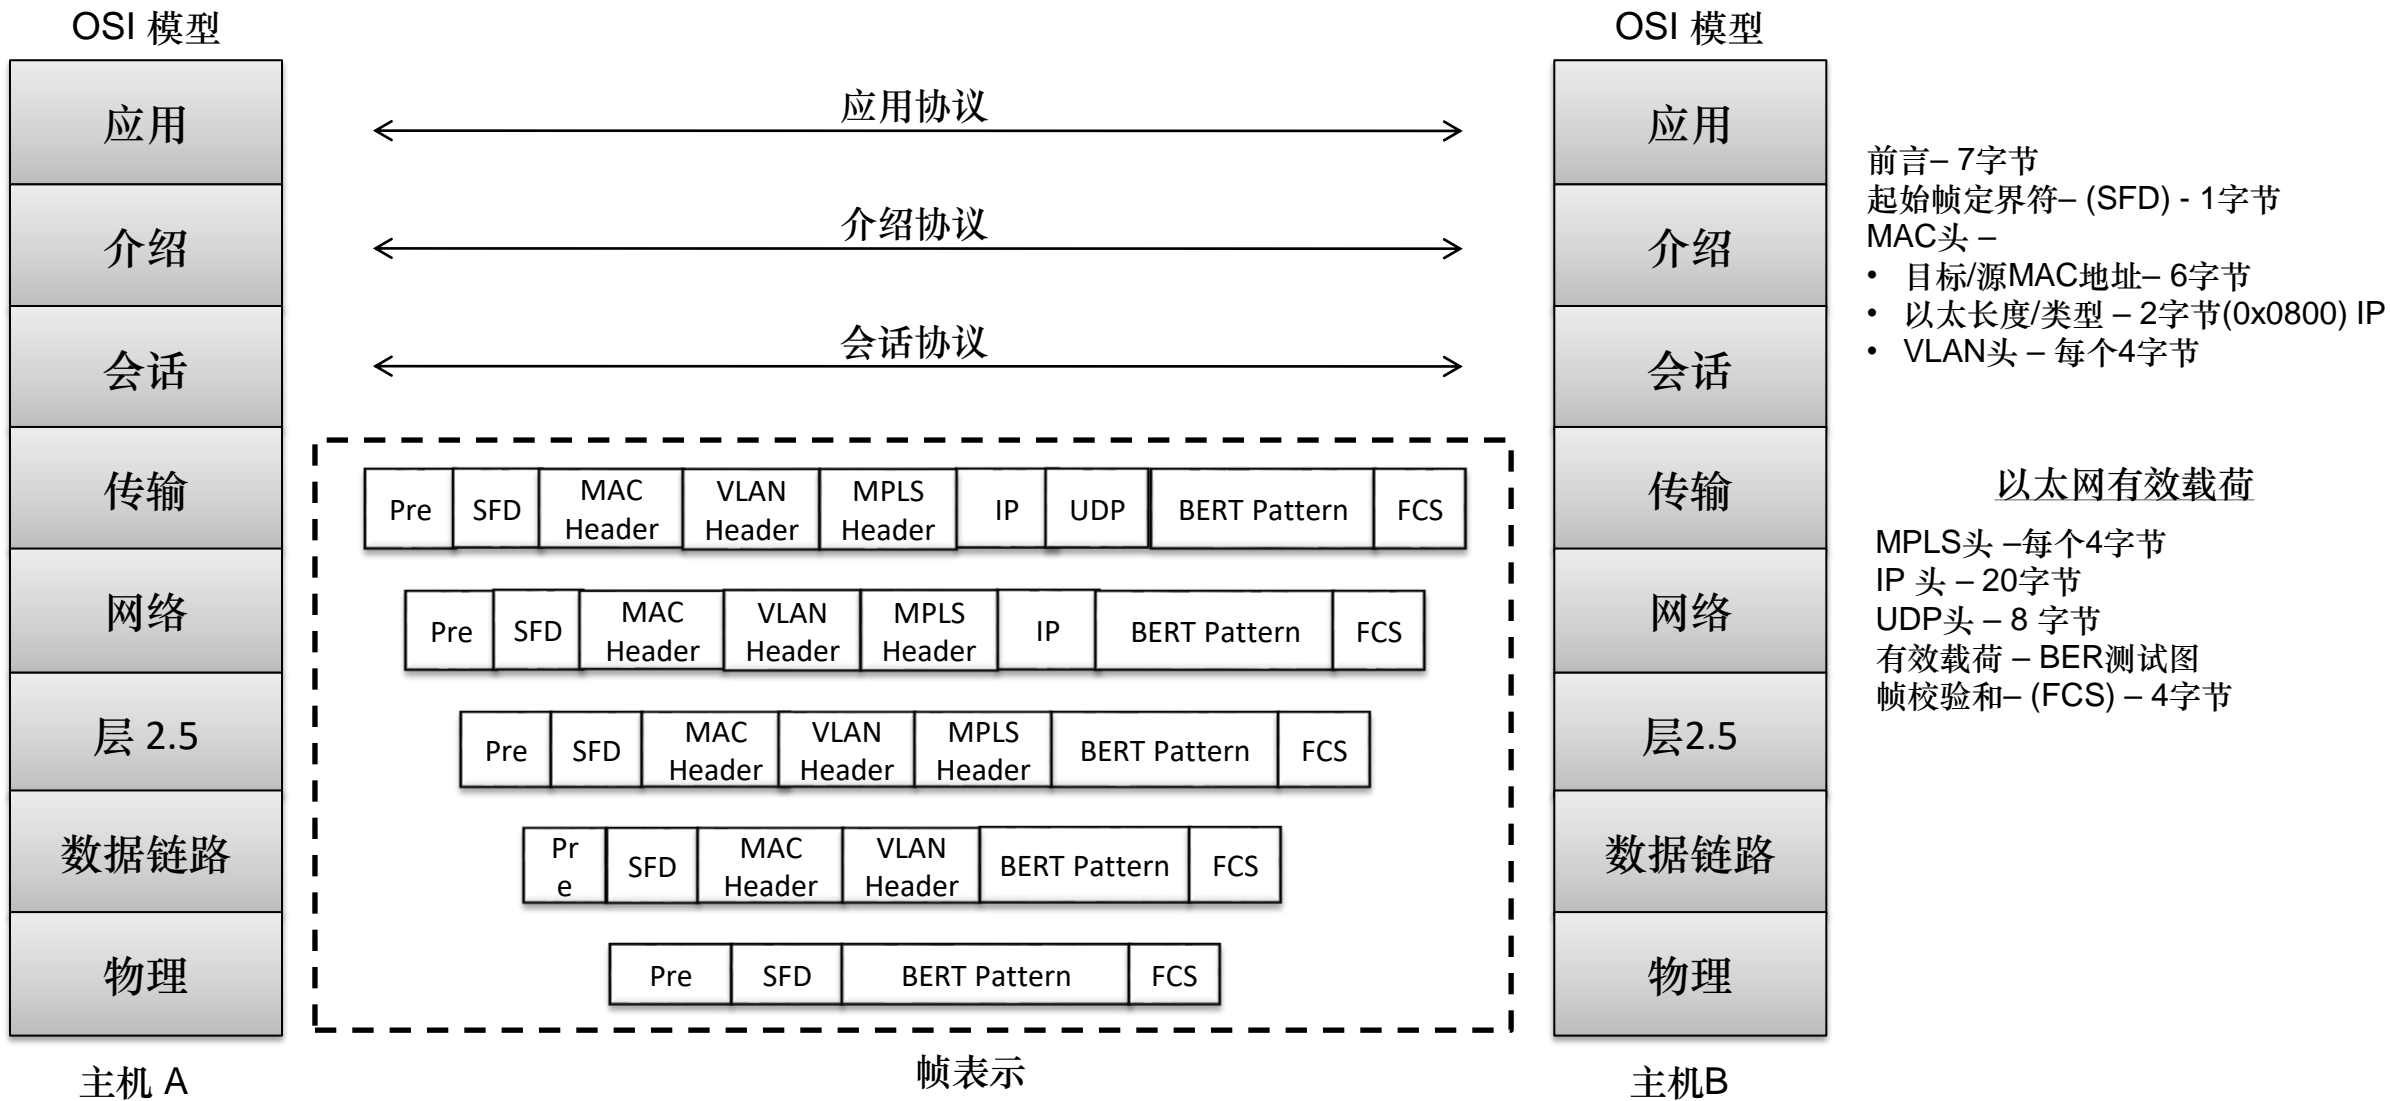 OSI 模型
应用
介绍
会话
传输
网络
层 2.5
数据链路
物理
主机 A
应用协议
介绍协议
会话协议
Pre SFD MAC Header VLAN Header MPLS Header IP UDP BERT Pattern FCS
Pre SFD MAC Header VLAN Header MPLS Header IP BERT Pattern FCS
Pre SFD MAC Header VLAN Header MPLS Header BERT Pattern FCS
Pre SFD MAC Header VLAN Header BERT Pattern FCS
Pre SFD BERT Pattern FCS
帧表示
OSI 模型
应用
介绍
会话
传输
网络
层2.5
数据链路
物理
主机B
前言– 7字节
起始帧定界符– (SFD) - 1字节
MAC头 –
• 目标/源MAC地址– 6字节
• 以太长度/类型 – 2字节(0x0800) IP
• VLAN头 – 每个4字节
以太网有效载荷
MPLS头 –每个4字节
IP 头 – 20字节
UDP头 – 8 字节
有效载荷 – BER测试图
帧校验和– (FCS) – 4字节